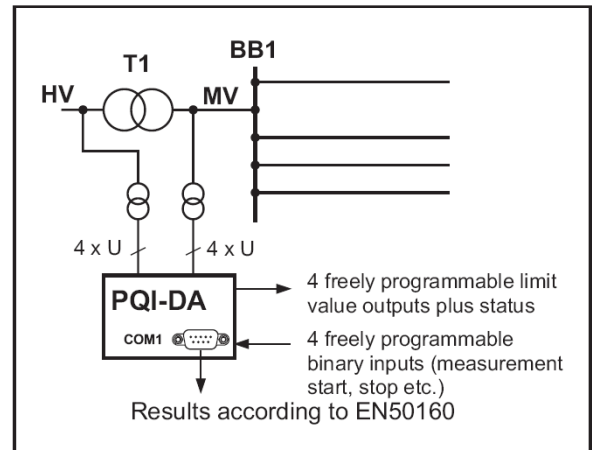 BB1
T1
HV
MV
4 x U
4 x U
PQI-DA
COM1
4 freely programmable limit
value outputs plus status
4 freely programmable
binary inputs (measurement
start, stop etc.)
Results according to EN50160